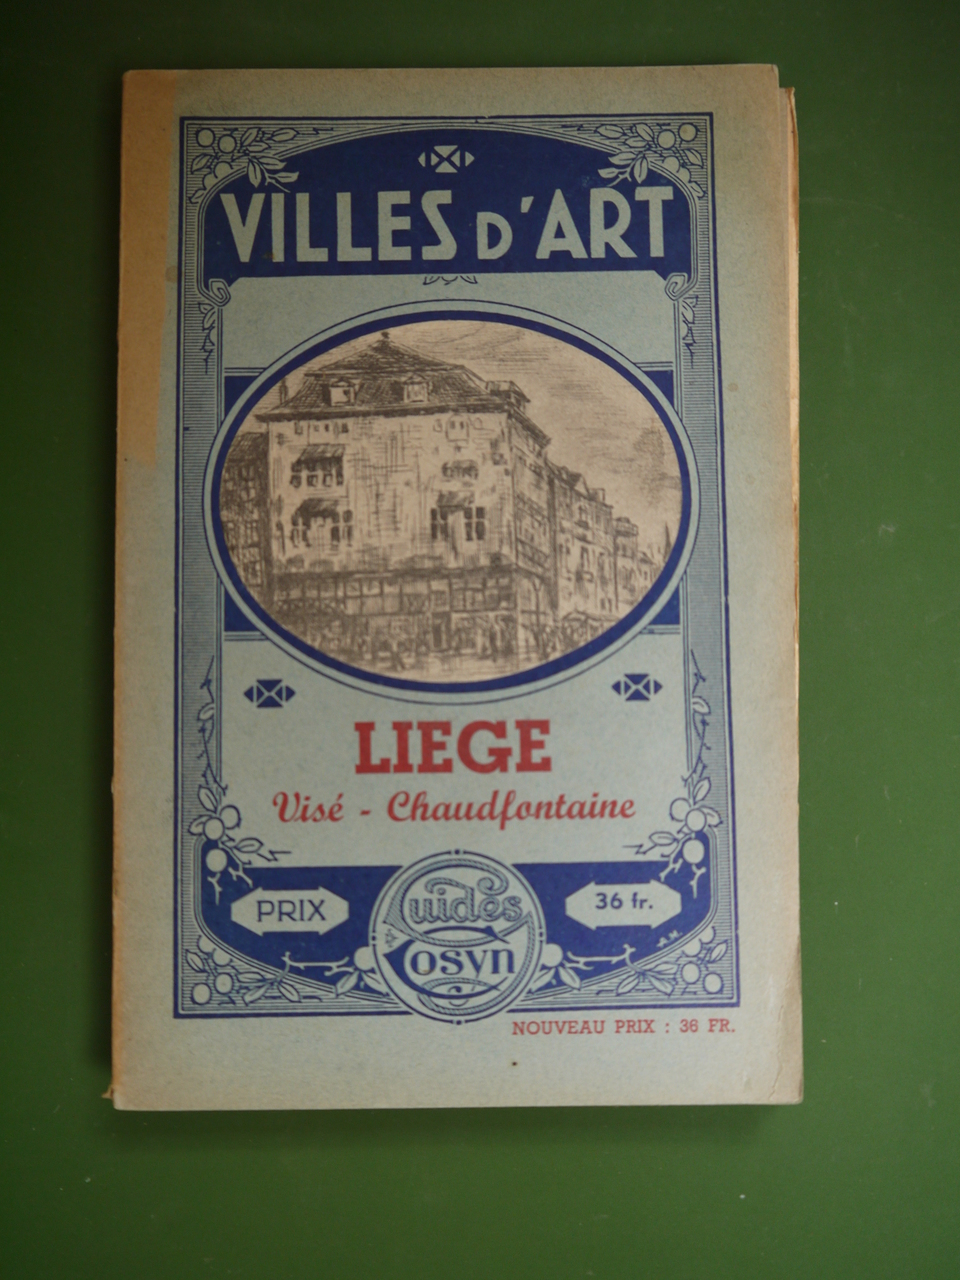 VILLES D'ART
LIEGE
Visé - Chaudfontaine
PRIX
Guides
Cosyn
36 fr.
A.H.
NOUVEAU PRIX : 36 FR.